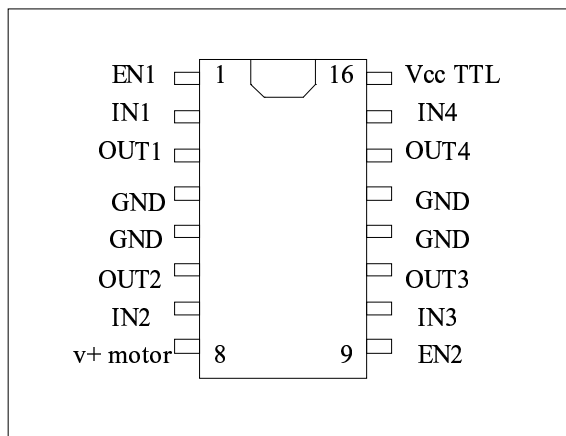 EN1 1 16 Vcc TTL
IN1 IN4
OUT1 OUT4
GND GND
GND GND
OUT2 OUT3
IN2 IN3
v+ motor 8 9 EN2